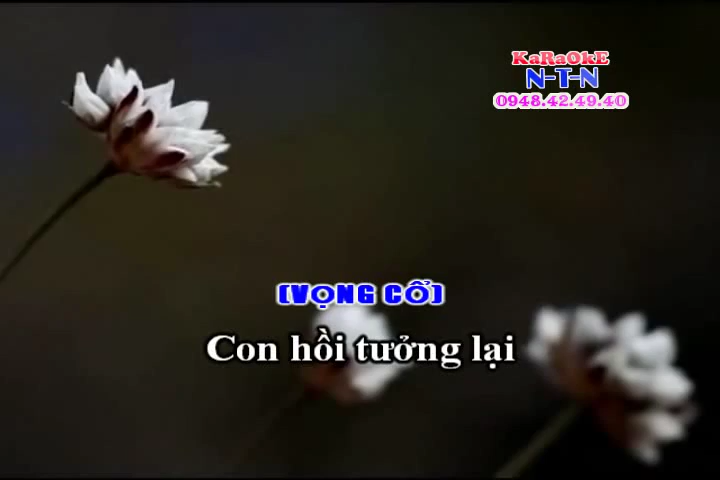 KaRaOkE
N-T-N
0948.42.49.40
(VỌNG CỔ)
Con hồi tưởng lại